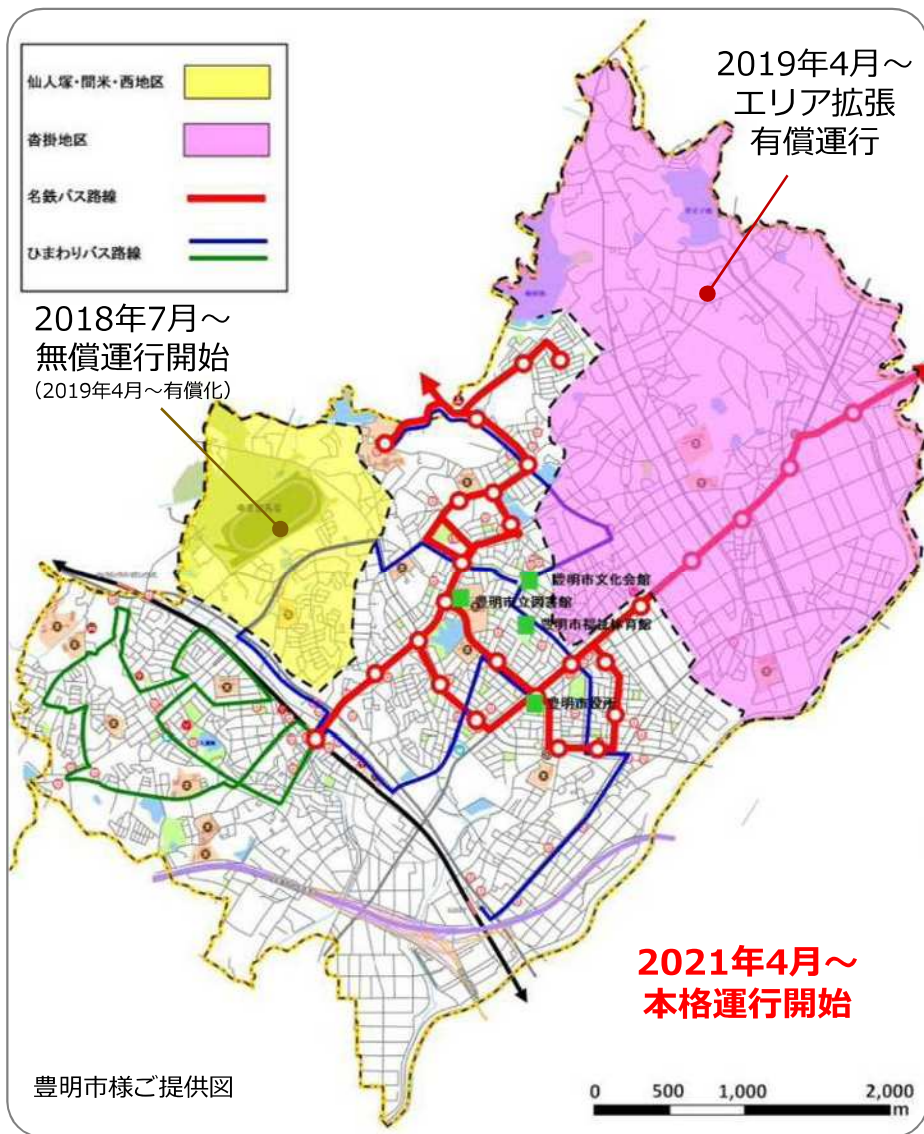 仙人塚・間米・西地区
沓掛地区
名鉄バス路線
ひまわりバス路線
2019年4月～
エリア拡張
有償運行
2018年7月～
無償運行開始
（2019年4月～有償化）
豊明市文化会館
豊明市立図書館
豊明市福祉体育館
豊明市役所
2021年4月～
本格運行開始
豊明市様ご提供図
0 500 1,000 2,000
m